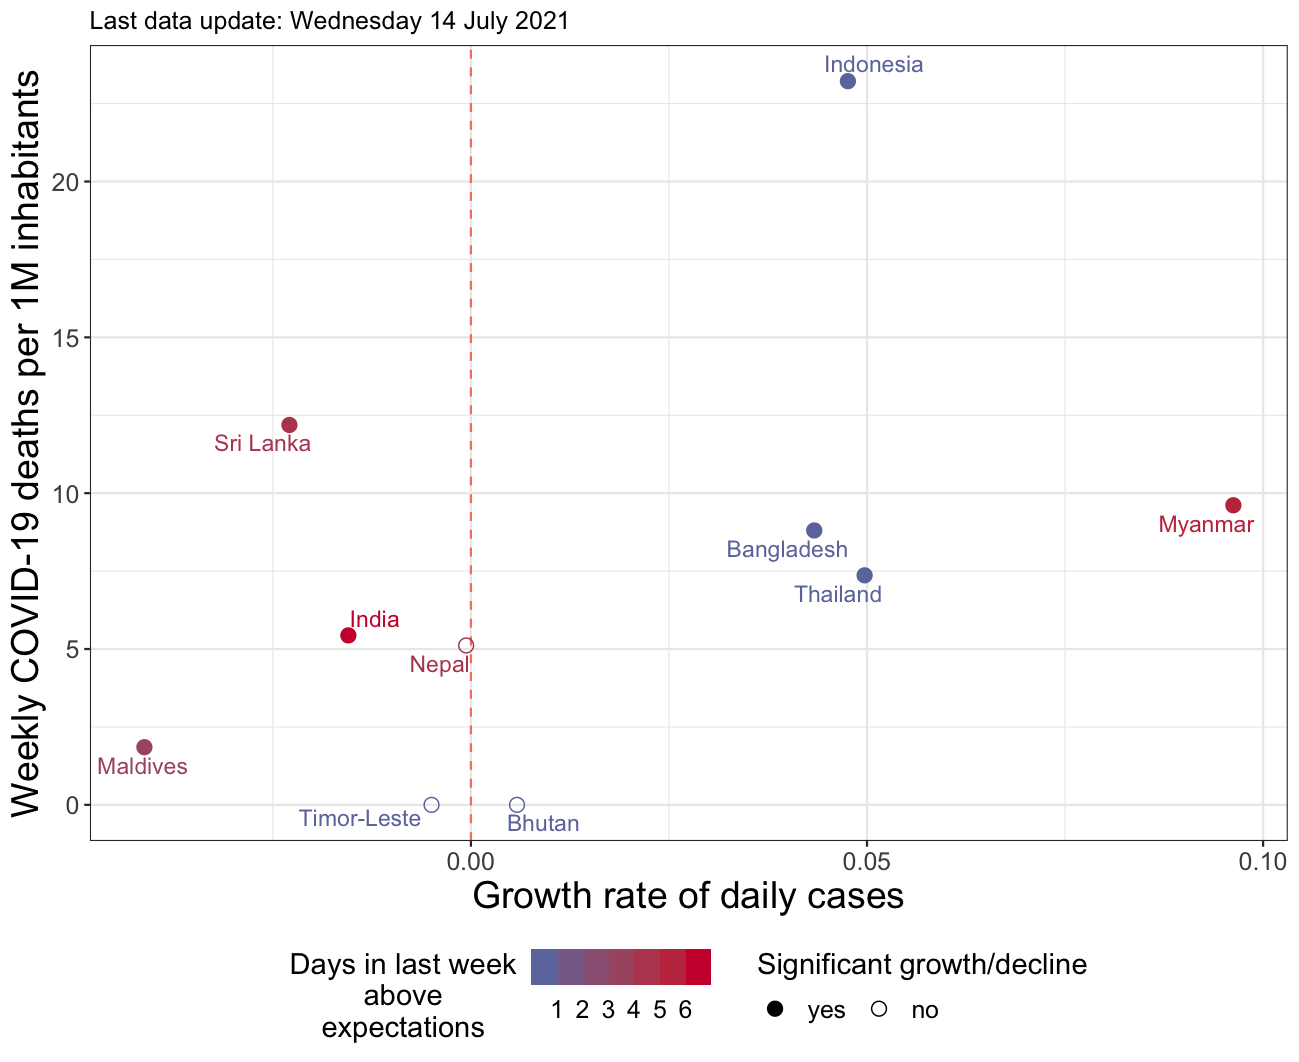 Last data update: Wednesday 14 July 2021
Weekly COVID-19 deaths per 1M inhabitants
20
15
10
5
0
Indonesia
Sri Lanka
Myanmar
Bangladesh
Thailand
India
Nepal
Maldives
Timor-Leste
Bhutan
0.00 0.05 0.10
Growth rate of daily cases
Days in last week
above
expectations
1 2 3 4 5 6
Significant growth/decline
yes no